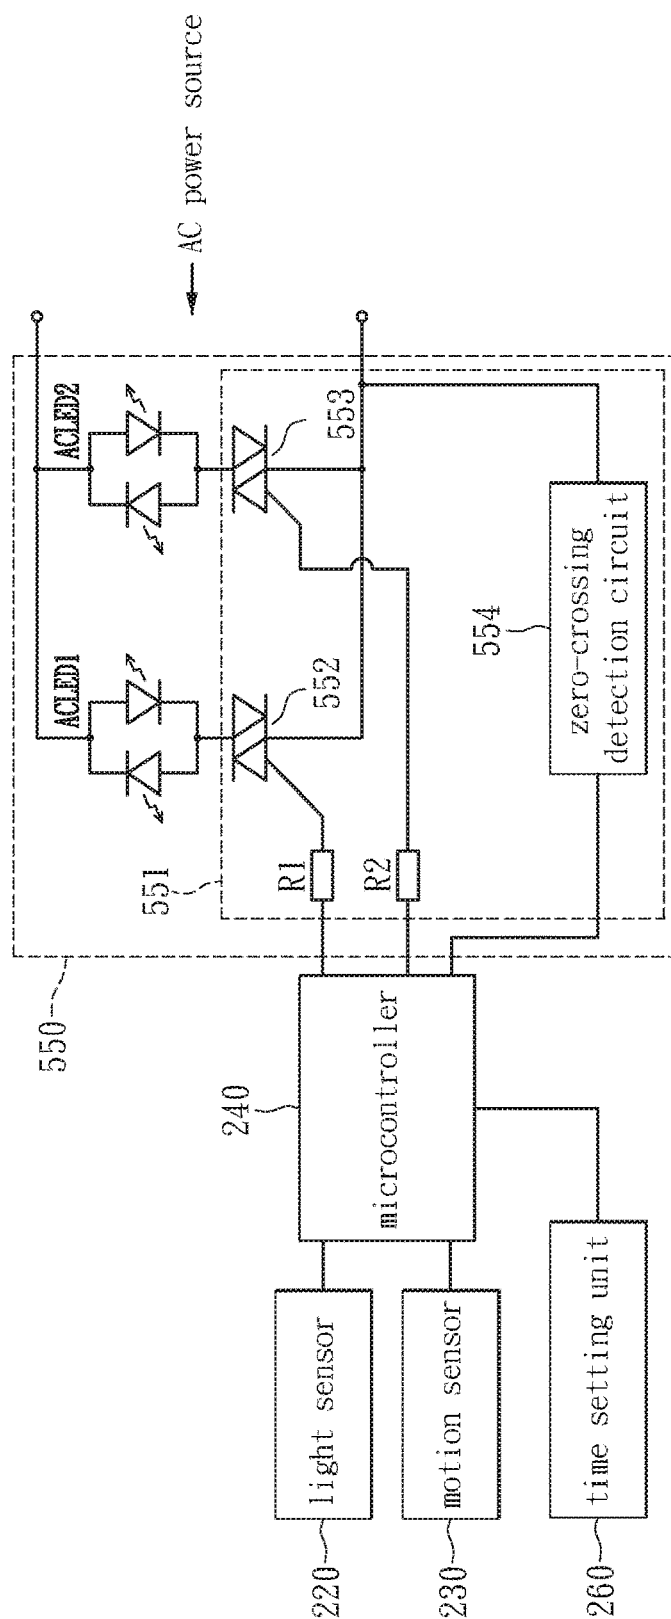 AC power source
ACLED1
ACLED2
550
551
552
553
R1
R2
554
zero-crossing
detection circuit
240
microcontroller
220
light sensor
230
motion sensor
260
time setting unit